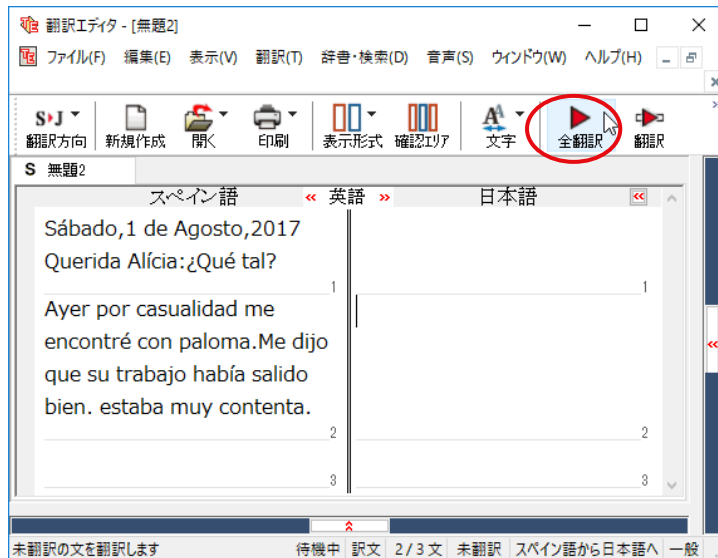 翻訳エディタ - [無題2]
ファイル(F) 編集(E) 表示(V) 翻訳(T) 辞書・検索(D) 音声(S) ウィンドウ(W) ヘルプ(H)
S▸J
翻訳方向 新規作成 開く 印刷 表示形式 確認エリア 文字 全翻訳 翻訳
S 無題2
スペイン語 « 英語 » 日本語 «
Sábado,1 de Agosto,2017
Querida Alícia:¿Qué tal?
1 1
Ayer por casualidad me
encontré con paloma.Me dijo
que su trabajo había salido
bien. estaba muy contenta.
2 2
3 3
未翻訳の文を翻訳します 待機中 訳文 2/3文 未翻訳 スペイン語から日本語へ 一般